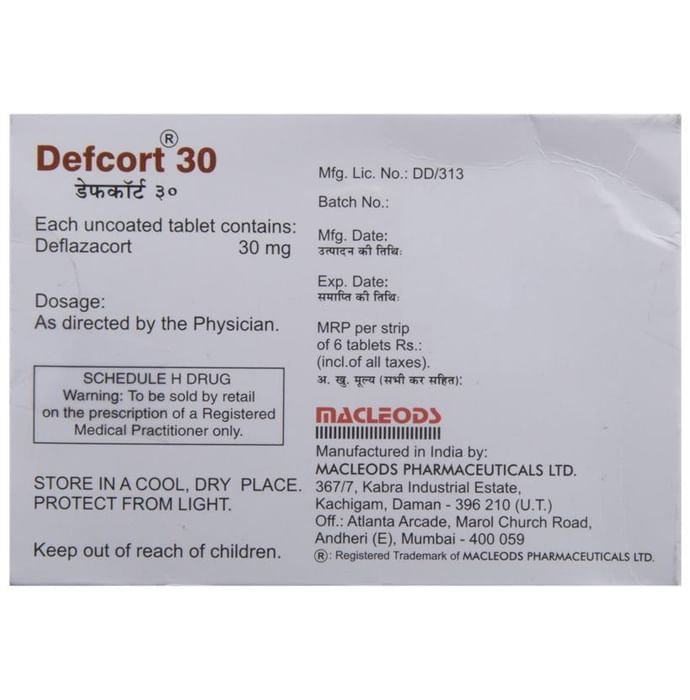 Defcort® 30
डेफकॉर्ट ३०
Each uncoated tablet contains:
Deflazacort 30 mg
Dosage:
As directed by the Physician.
SCHEDULE H DRUG
Warning: To be sold by retail
on the prescription of a Registered
Medical Practitioner only.
STORE IN A COOL, DRY PLACE.
PROTECT FROM LIGHT.
Keep out of reach of children.
Mfg. Lic. No.: DD/313
Batch No.:
Mfg. Date:
उत्पादन की तिथि:
Exp. Date:
समाप्ति की तिथि:
MRP per strip
of 6 tablets Rs.:
(incl.of all taxes).
अ. खु. मूल्य (सभी कर सहित):
MACLEODS
Manufactured in India by:
MACLEODS PHARMACEUTICALS LTD.
367/7, Kabra Industrial Estate,
Kachigam, Daman - 396 210 (U.T.)
Off.: Atlanta Arcade, Marol Church Road,
Andheri (E), Mumbai - 400 059
®: Registered Trademark of MACLEODS PHARMACEUTICALS LTD.